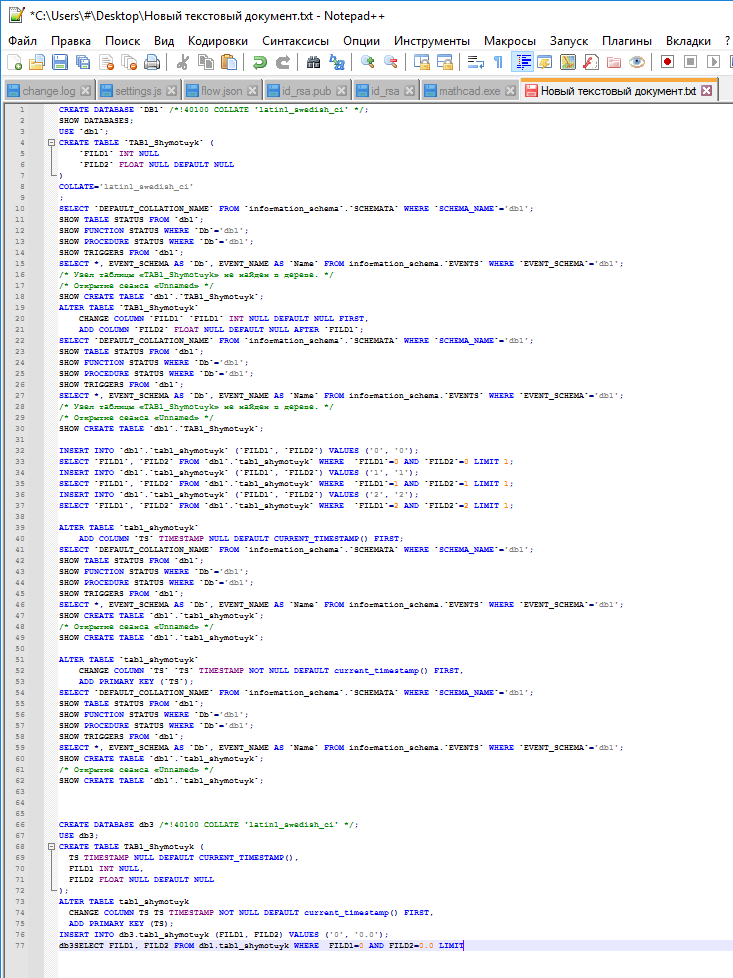 *C:\Users\#\Desktop\Новый текстовый документ.txt - Notepad++
Файл Правка Поиск Вид Кодировки Синтаксисы Опции Инструменты Макросы Запуск Плагины Вкладки ?
change.log settings.js flow.json id_rsa.pub id_rsa mathcad.exe Новый текстовый документ.txt
1 CREATE DATABASE `DB1` /*!40100 COLLATE 'latin1_swedish_ci' */;
2 SHOW DATABASES;
3 USE `db1`;
4 CREATE TABLE `TAB1_Shymotuyk` (
5 `FILD1` INT NULL
6 `FILD2` FLOAT NULL DEFAULT NULL
7 )
8 COLLATE='latin1_swedish_ci'
9 ;
10 SELECT `DEFAULT_COLLATION_NAME` FROM `information_schema`.`SCHEMATA` WHERE `SCHEMA_NAME`='db1';
11 SHOW TABLE STATUS FROM `db1`;
12 SHOW FUNCTION STATUS WHERE `Db`='db1';
13 SHOW PROCEDURE STATUS WHERE `Db`='db1';
14 SHOW TRIGGERS FROM `db1`;
15 SELECT *, EVENT_SCHEMA AS `Db`, EVENT_NAME AS `Name` FROM information_schema.`EVENTS` WHERE `EVENT_SCHEMA`='db1';
16 /* Узел таблицы «TAB1_Shymotuyk» не найден в дереве. */
17 /* Открытие сеанса «Unnamed» */
18 SHOW CREATE TABLE `db1`.`TAB1_Shymotuyk`;
19 ALTER TABLE `TAB1_Shymotuyk`
20 CHANGE COLUMN `FILD1` `FILD1` INT NULL DEFAULT NULL FIRST,
21 ADD COLUMN `FILD2` FLOAT NULL DEFAULT NULL AFTER `FILD1`;
22 SELECT `DEFAULT_COLLATION_NAME` FROM `information_schema`.`SCHEMATA` WHERE `SCHEMA_NAME`='db1';
23 SHOW TABLE STATUS FROM `db1`;
24 SHOW FUNCTION STATUS WHERE `Db`='db1';
25 SHOW PROCEDURE STATUS WHERE `Db`='db1';
26 SHOW TRIGGERS FROM `db1`;
27 SELECT *, EVENT_SCHEMA AS `Db`, EVENT_NAME AS `Name` FROM information_schema.`EVENTS` WHERE `EVENT_SCHEMA`='db1';
28 /* Узел таблицы «TAB1_Shymotuyk» не найден в дереве. */
29 /* Открытие сеанса «Unnamed» */
30 SHOW CREATE TABLE `db1`.`TAB1_Shymotuyk`;
31
32 INSERT INTO `db1`.`tab1_shymotuyk` (`FILD1`, `FILD2`) VALUES ('0', '0');
33 SELECT `FILD1`, `FILD2` FROM `db1`.`tab1_shymotuyk` WHERE `FILD1`=0 AND `FILD2`=0 LIMIT 1;
34 INSERT INTO `db1`.`tab1_shymotuyk` (`FILD1`, `FILD2`) VALUES ('1', '1');
35 SELECT `FILD1`, `FILD2` FROM `db1`.`tab1_shymotuyk` WHERE `FILD1`=1 AND `FILD2`=1 LIMIT 1;
36 INSERT INTO `db1`.`tab1_shymotuyk` (`FILD1`, `FILD2`) VALUES ('2', '2');
37 SELECT `FILD1`, `FILD2` FROM `db1`.`tab1_shymotuyk` WHERE `FILD1`=2 AND `FILD2`=2 LIMIT 1;
38
39 ALTER TABLE `tab1_shymotuyk`
40 ADD COLUMN `TS` TIMESTAMP NULL DEFAULT CURRENT_TIMESTAMP() FIRST;
41 SELECT `DEFAULT_COLLATION_NAME` FROM `information_schema`.`SCHEMATA` WHERE `SCHEMA_NAME`='db1';
42 SHOW TABLE STATUS FROM `db1`;
43 SHOW FUNCTION STATUS WHERE `Db`='db1';
44 SHOW PROCEDURE STATUS WHERE `Db`='db1';
45 SHOW TRIGGERS FROM `db1`;
46 SELECT *, EVENT_SCHEMA AS `Db`, EVENT_NAME AS `Name` FROM information_schema.`EVENTS` WHERE `EVENT_SCHEMA`='db1';
47 SHOW CREATE TABLE `db1`.`tab1_shymotuyk`;
48 /* Открытие сеанса «Unnamed» */
49 SHOW CREATE TABLE `db1`.`tab1_shymotuyk`;
50
51 ALTER TABLE `tab1_shymotuyk`
52 CHANGE COLUMN `TS` `TS` TIMESTAMP NOT NULL DEFAULT current_timestamp() FIRST,
53 ADD PRIMARY KEY (`TS`);
54 SELECT `DEFAULT_COLLATION_NAME` FROM `information_schema`.`SCHEMATA` WHERE `SCHEMA_NAME`='db1';
55 SHOW TABLE STATUS FROM `db1`;
56 SHOW FUNCTION STATUS WHERE `Db`='db1';
57 SHOW PROCEDURE STATUS WHERE `Db`='db1';
58 SHOW TRIGGERS FROM `db1`;
59 SELECT *, EVENT_SCHEMA AS `Db`, EVENT_NAME AS `Name` FROM information_schema.`EVENTS` WHERE `EVENT_SCHEMA`='db1';
60 SHOW CREATE TABLE `db1`.`tab1_shymotuyk`;
61 /* Открытие сеанса «Unnamed» */
62 SHOW CREATE TABLE `db1`.`tab1_shymotuyk`;
63
64
65
66 CREATE DATABASE db3 /*!40100 COLLATE 'latin1_swedish_ci' */;
67 USE db3;
68 CREATE TABLE TAB1_Shymotuyk (
69 TS TIMESTAMP NULL DEFAULT CURRENT_TIMESTAMP(),
70 FILD1 INT NULL,
71 FILD2 FLOAT NULL DEFAULT NULL
72 );
73 ALTER TABLE tab1_shymotuyk
74 CHANGE COLUMN TS TS TIMESTAMP NOT NULL DEFAULT current_timestamp() FIRST,
75 ADD PRIMARY KEY (TS);
76 INSERT INTO db3.tab1_shymotuyk (FILD1, FILD2) VALUES ('0', '0.0');
77 db3SELECT FILD1, FILD2 FROM db1.tab1_shymotuyk WHERE FILD1=0 AND FILD2=0.0 LIMIT